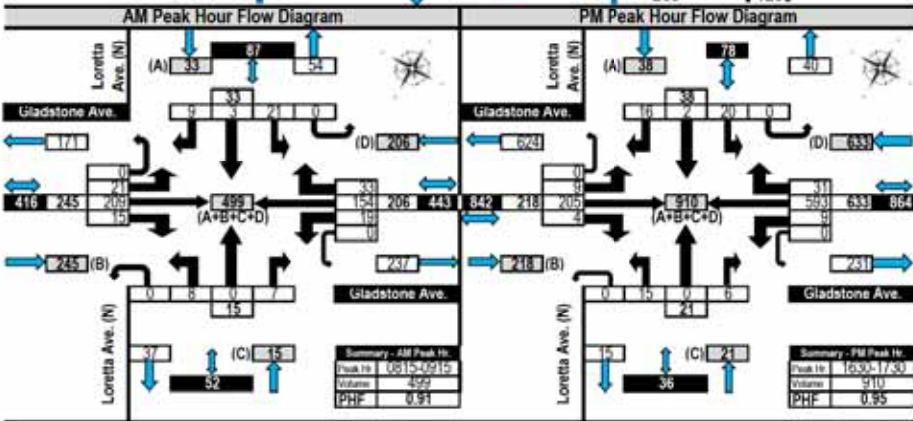 AM Peak Hour Flow Diagram
Loretta Ave. (N)
87
(A) 33 54
33
9 3 21 0
Gladstone Ave.
171
(D) 206
0
21
416 245 209
15
499
(A+B+C+D)
33
154 206 443
19
0
245 (B)
237
0 8 0 7
15
Gladstone Ave.
Loretta Ave. (N)
37
(C) 15
52
Summary - AM Peak Hr.
Peak Hr. 0815-0915
Volume 499
PHF 0.91
PM Peak Hour Flow Diagram
Loretta Ave. (N)
78
(A) 38 40
38
16 2 20 0
Gladstone Ave.
624
(D) 633
0
9
842 218 205
4
910
(A+B+C+D)
31
593 633 864
9
0
218 (B)
231
0 15 0 6
21
Gladstone Ave.
Loretta Ave. (N)
15
(C) 21
36
Summary - PM Peak Hr.
Peak Hr. 1630-1730
Volume 910
PHF 0.95